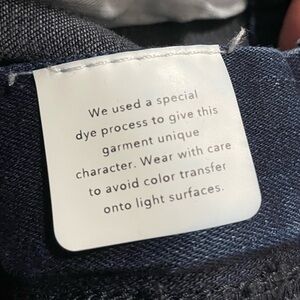 We used a special
dye process to give this
garment unique
character. Wear with care
to avoid color transfer
onto light surfaces.